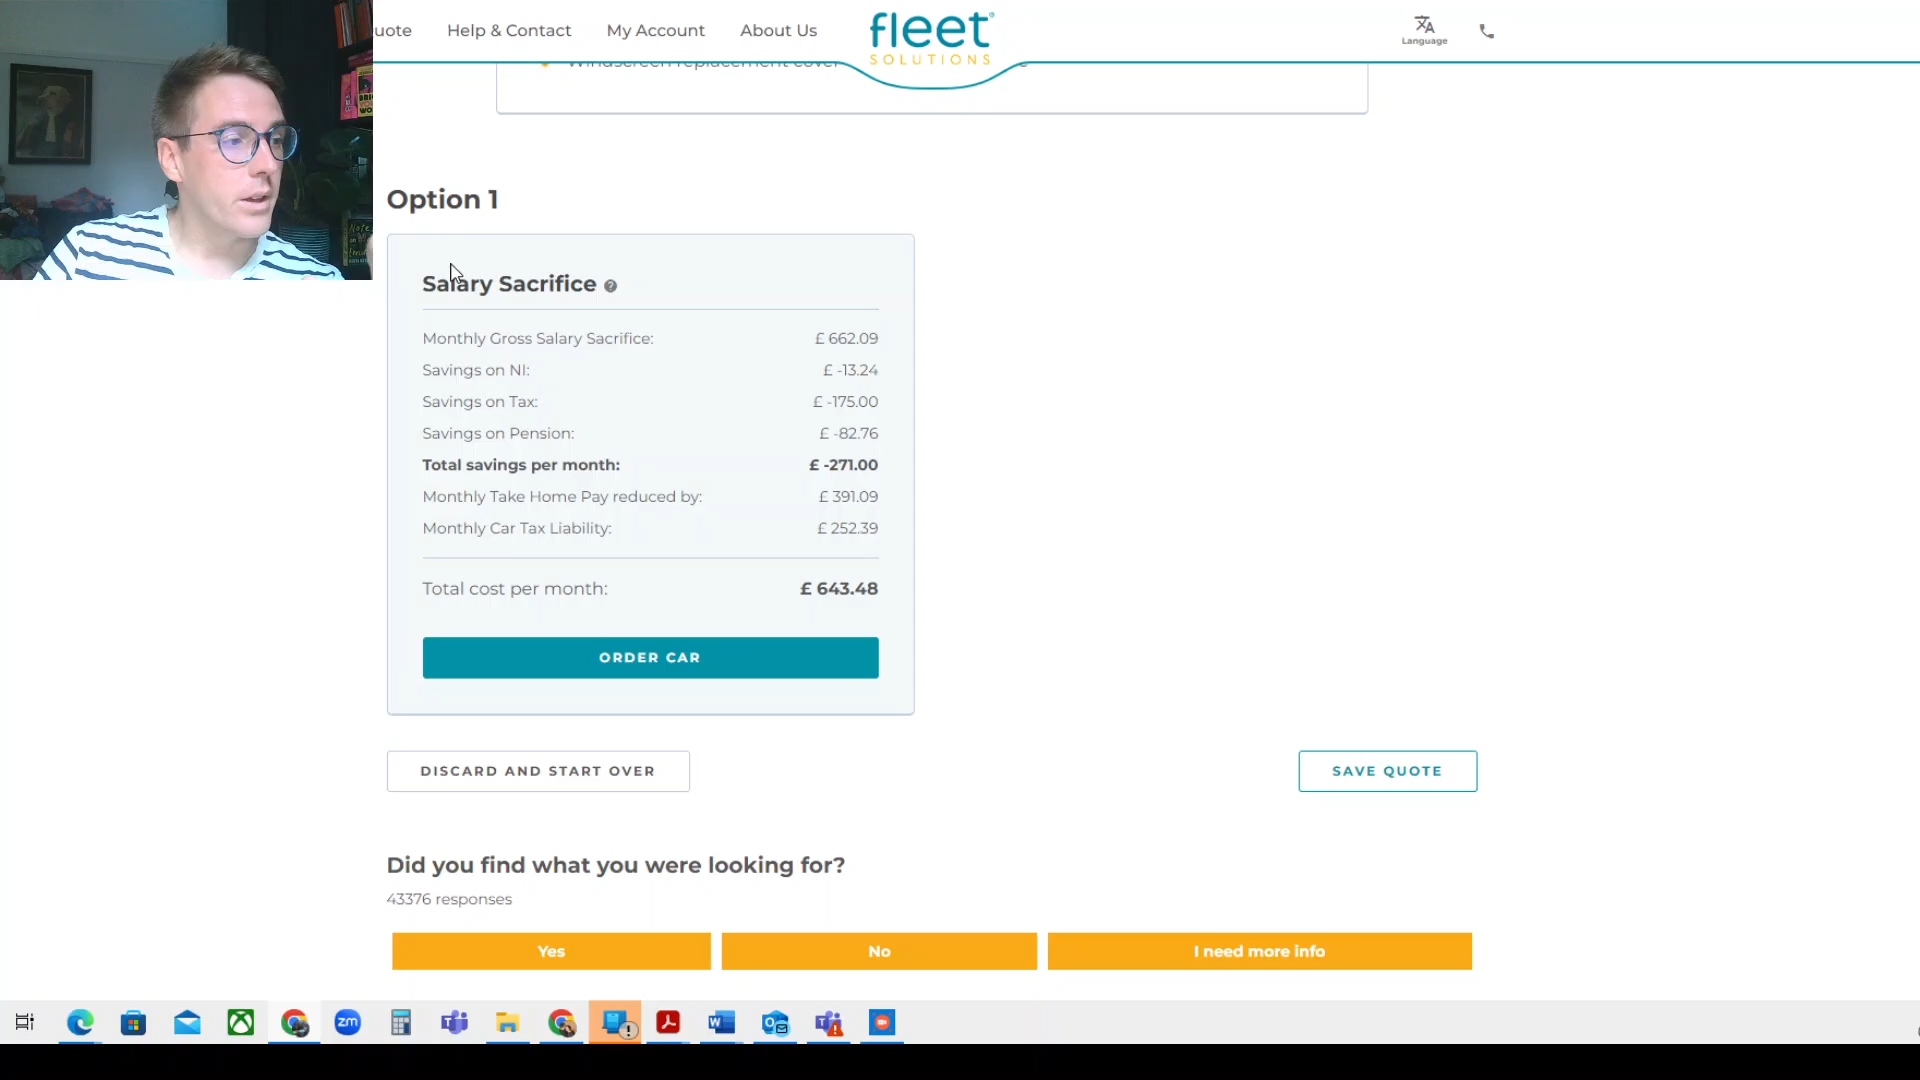 uote
Help & Contact
My Account
About Us
fleet
SOLUTIONS
Language
Windscreen replacement cover
Option 1
Salary Sacrifice
Monthly Gross Salary Sacrifice: £ 662.09
Savings on NI: £ -13.24
Savings on Tax: £ -175.00
Savings on Pension: £ -82.76
Total savings per month: £ -271.00
Monthly Take Home Pay reduced by: £ 391.09
Monthly Car Tax Liability: £ 252.39
Total cost per month: £ 643.48
ORDER CAR
DISCARD AND START OVER
SAVE QUOTE
Did you find what you were looking for?
43376 responses
Yes
No
I need more info
zm